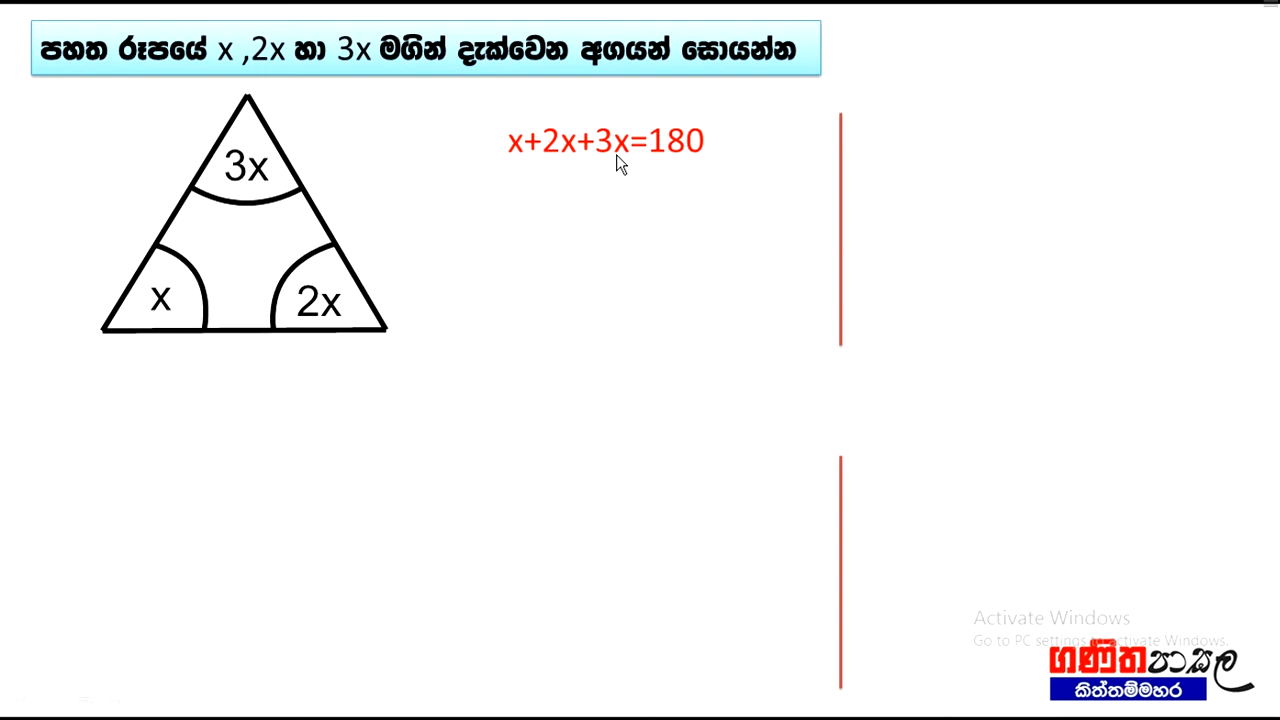 පහත රූපයේ x ,2x හා 3x මගින් දැක්වෙන අගයන් සොයන්න
x+2x+3x=180
3x
x
2x
Activate Windows
Go to PC settings to activate Windows.
ගණිත පාසල
කිත්තම්මහර